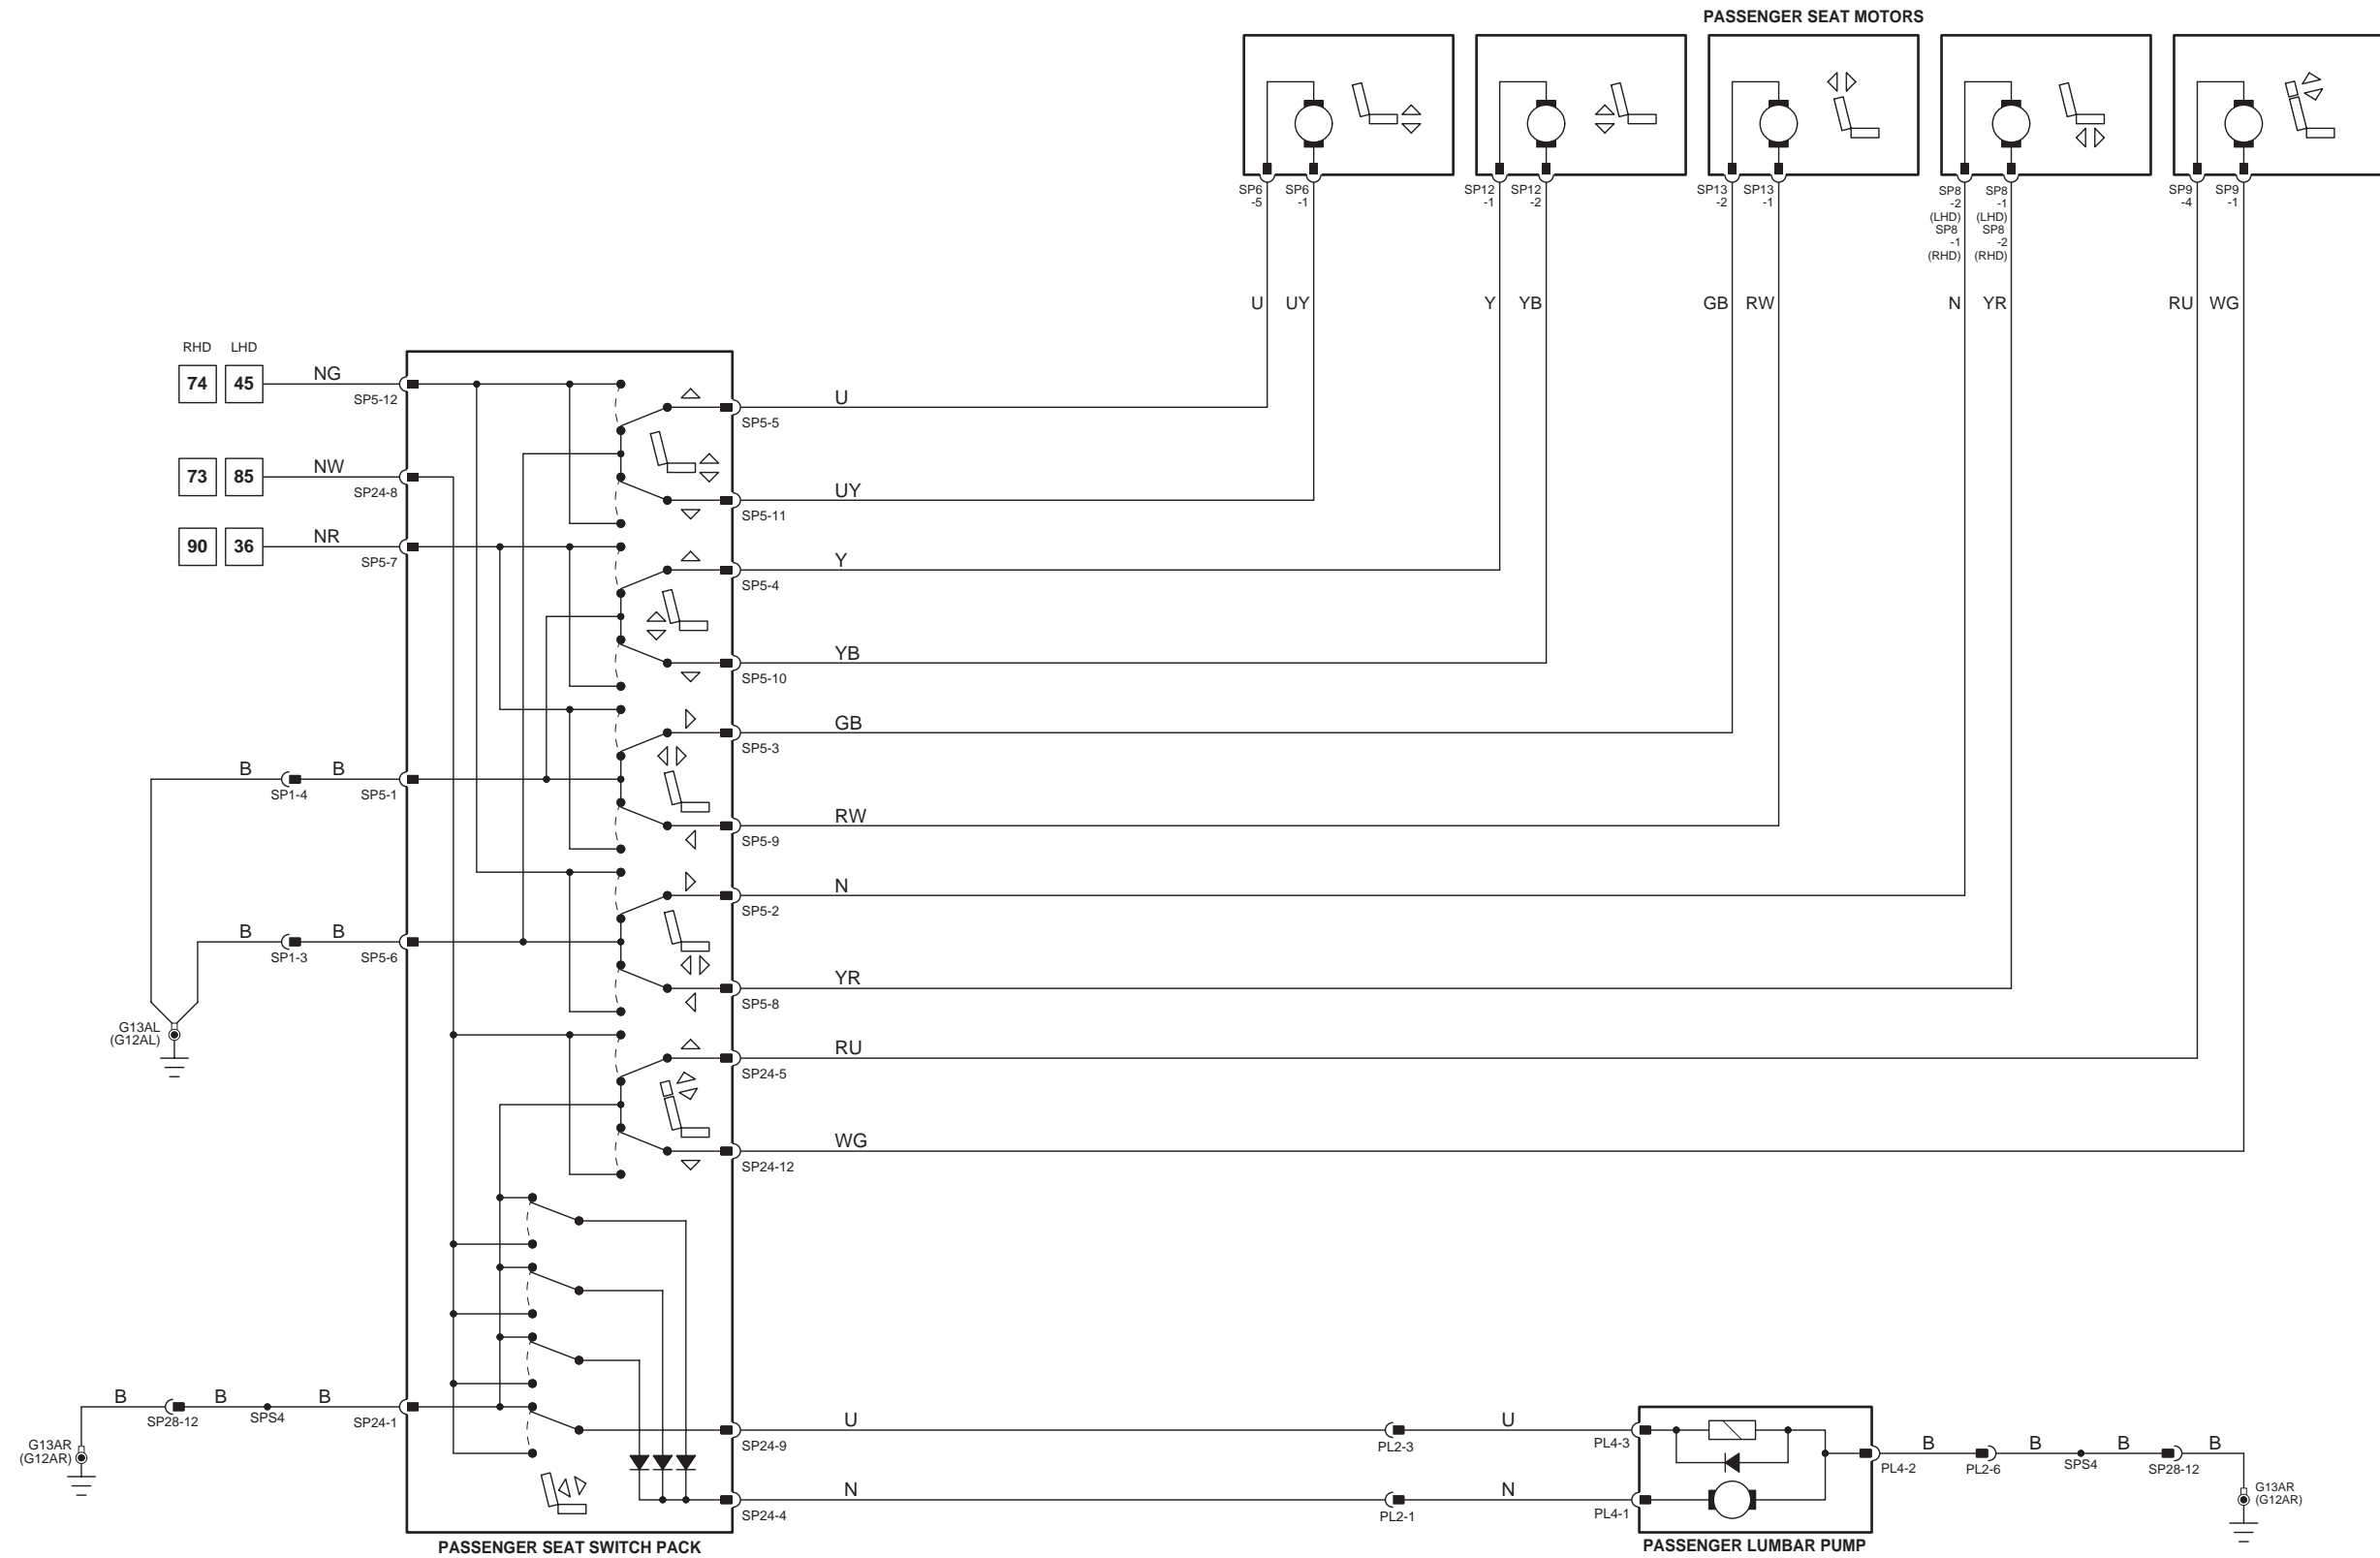 PASSENGER SEAT MOTORS
SP6
-5
SP6
-1
SP12
-1
SP12
-2
SP13
-2
SP13
-1
SP8
-2
(LHD)
SP8
-1
(RHD)
SP8
-1
(LHD)
SP8
-2
(RHD)
SP9
-4
SP9
-1
U UY Y YB GB RW N YR RU WG
RHD LHD
74 45 NG
SP5-12
U
SP5-5
73 85 NW
SP24-8
UY
SP5-11
90 36 NR
SP5-7
Y
SP5-4
YB
SP5-10
GB
SP5-3
B B
SP1-4 SP5-1
RW
SP5-9
N
SP5-2
B B
SP1-3 SP5-6
YR
SP5-8
G13AL
(G12AL)
RU
SP24-5
WG
SP24-12
B B B
SP28-12 SPS4 SP24-1
G13AR
(G12AR)
U U
SP24-9 PL2-3 PL4-3
B B B B
PL4-2 PL2-6 SPS4 SP28-12
N N
SP24-4 PL2-1 PL4-1
G13AR
(G12AR)
PASSENGER SEAT SWITCH PACK
PASSENGER LUMBAR PUMP